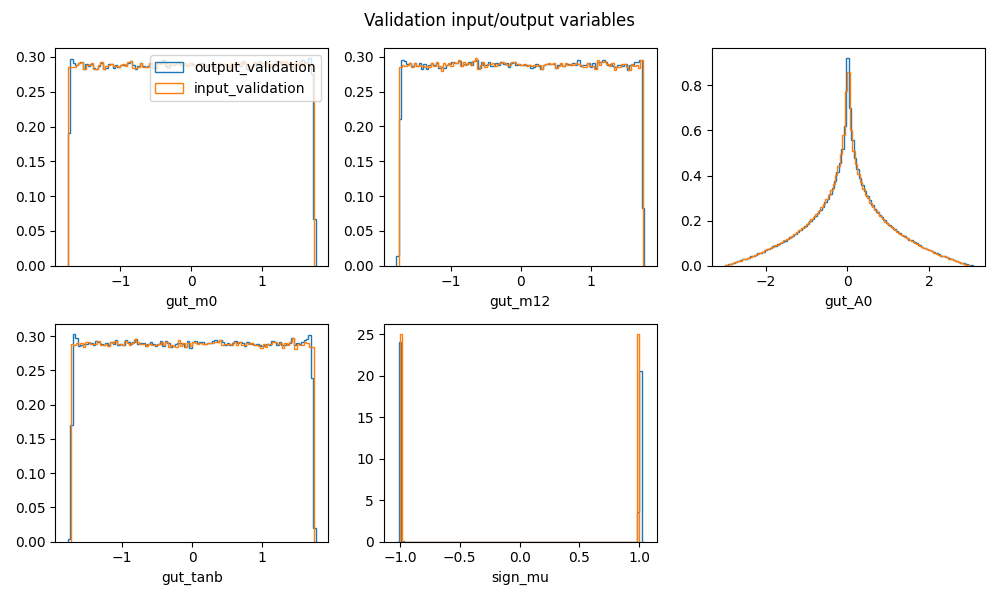 Validation input/output variables
0.30
0.25
0.20
0.15
0.10
0.05
0.00
output_validation
input_validation
−1 0 1
gut_m0
0.30
0.25
0.20
0.15
0.10
0.05
0.00
−1 0 1
gut_m12
0.8
0.6
0.4
0.2
0.0
−2 0 2
gut_A0
0.30
0.25
0.20
0.15
0.10
0.05
0.00
−1 0 1
gut_tanb
25
20
15
10
5
0
−1.0 −0.5 0.0 0.5 1.0
sign_mu